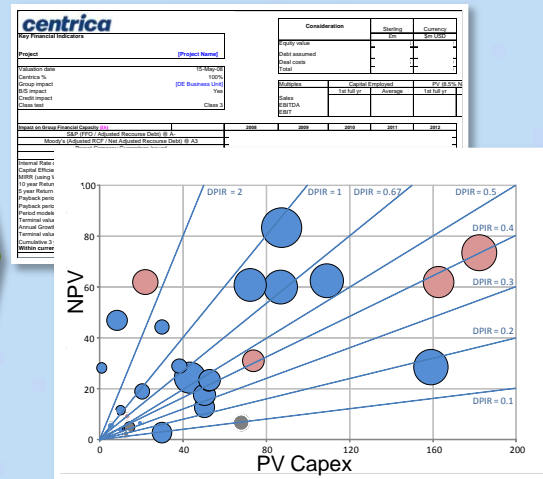 centrica
Key Financial Indicators
Project [Project Name]
Valuation date 15-May-08
Centrica % 100%
Group impact [DE Business Unit]
B/S impact Yes
Credit impact
Class test Class 3
Consideration Sterling Currency
£m $m USD
Equity value
Debt assumed
Deal costs
Total
Multiples Capital Employed PV (8.5% N
1st full yr Average 1st full yr
Sales
EBITDA
EBIT
Impact on Group Financial Capacity 2008 2009 2010 2011 2012
S&P (FFO / Adjusted Recourse Debt) @ A-
Moody's (Adjusted RCF / Net Adjusted Recourse Debt) @ A3
Internal Rate
Capital Efficie
MIRR (using
10 year Return
5 year Return
Payback perio
Payback perio
Period modele
Terminal value
Terminal value
Annual Growt
Cumulative 3
Within curren
NPV
100
80
60
40
20
0
DPIR = 2
DPIR = 1
DPIR = 0.67
DPIR = 0.5
DPIR = 0.4
DPIR = 0.3
DPIR = 0.2
DPIR = 0.1
0 40 80 120 160 200
PV Capex